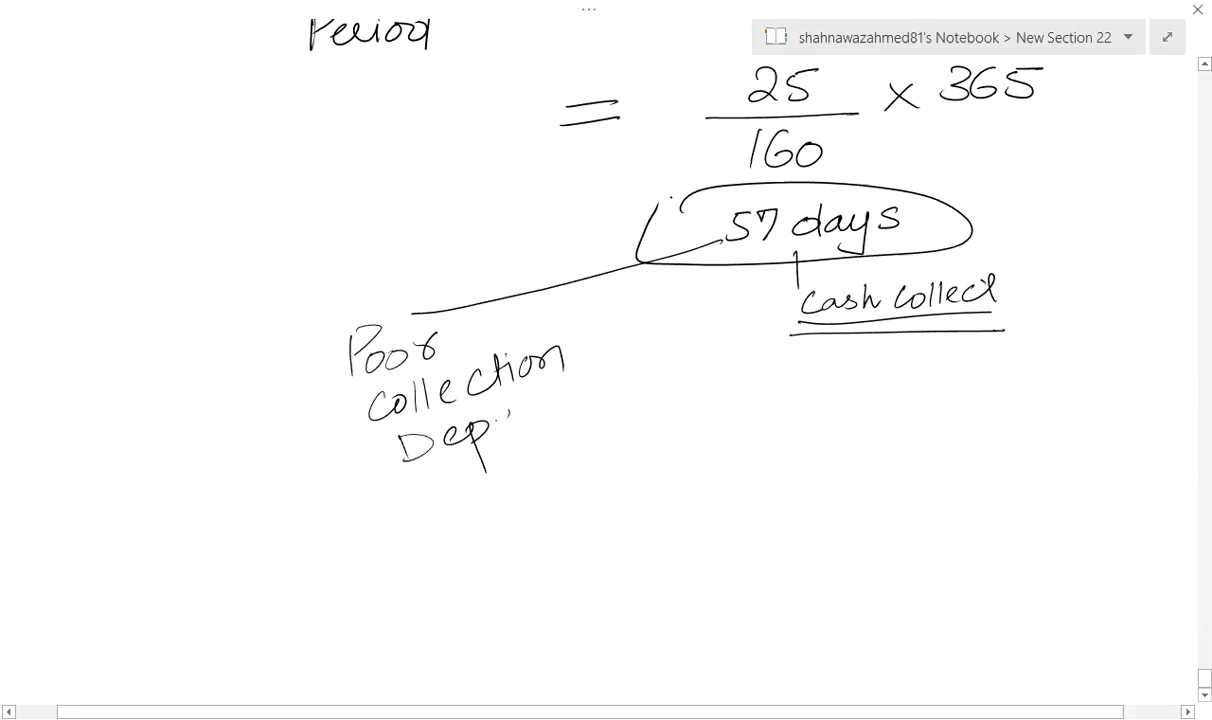 Period
shahnawazahmed81's Notebook > New Section 22
= 25 / 160 × 365
57 days
cash collect
Poor
collection
Dep